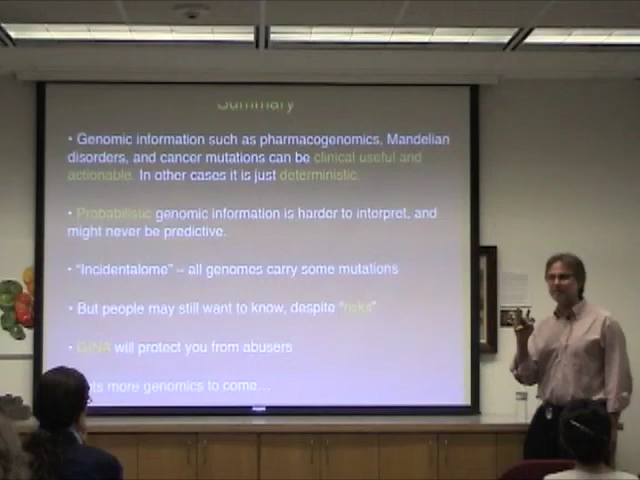 Summary
• Genomic information such as pharmacogenomics, Mandelian
disorders, and cancer mutations can be clinical useful and
actionable. In other cases it is just deterministic.
• Probabilistic genomic information is harder to interpret, and
might never be predictive.
• "Incidentalome" – all genomes carry some mutations
• But people may still want to know, despite "risks"
• GINA will protect you from abusers
more genomics to come…